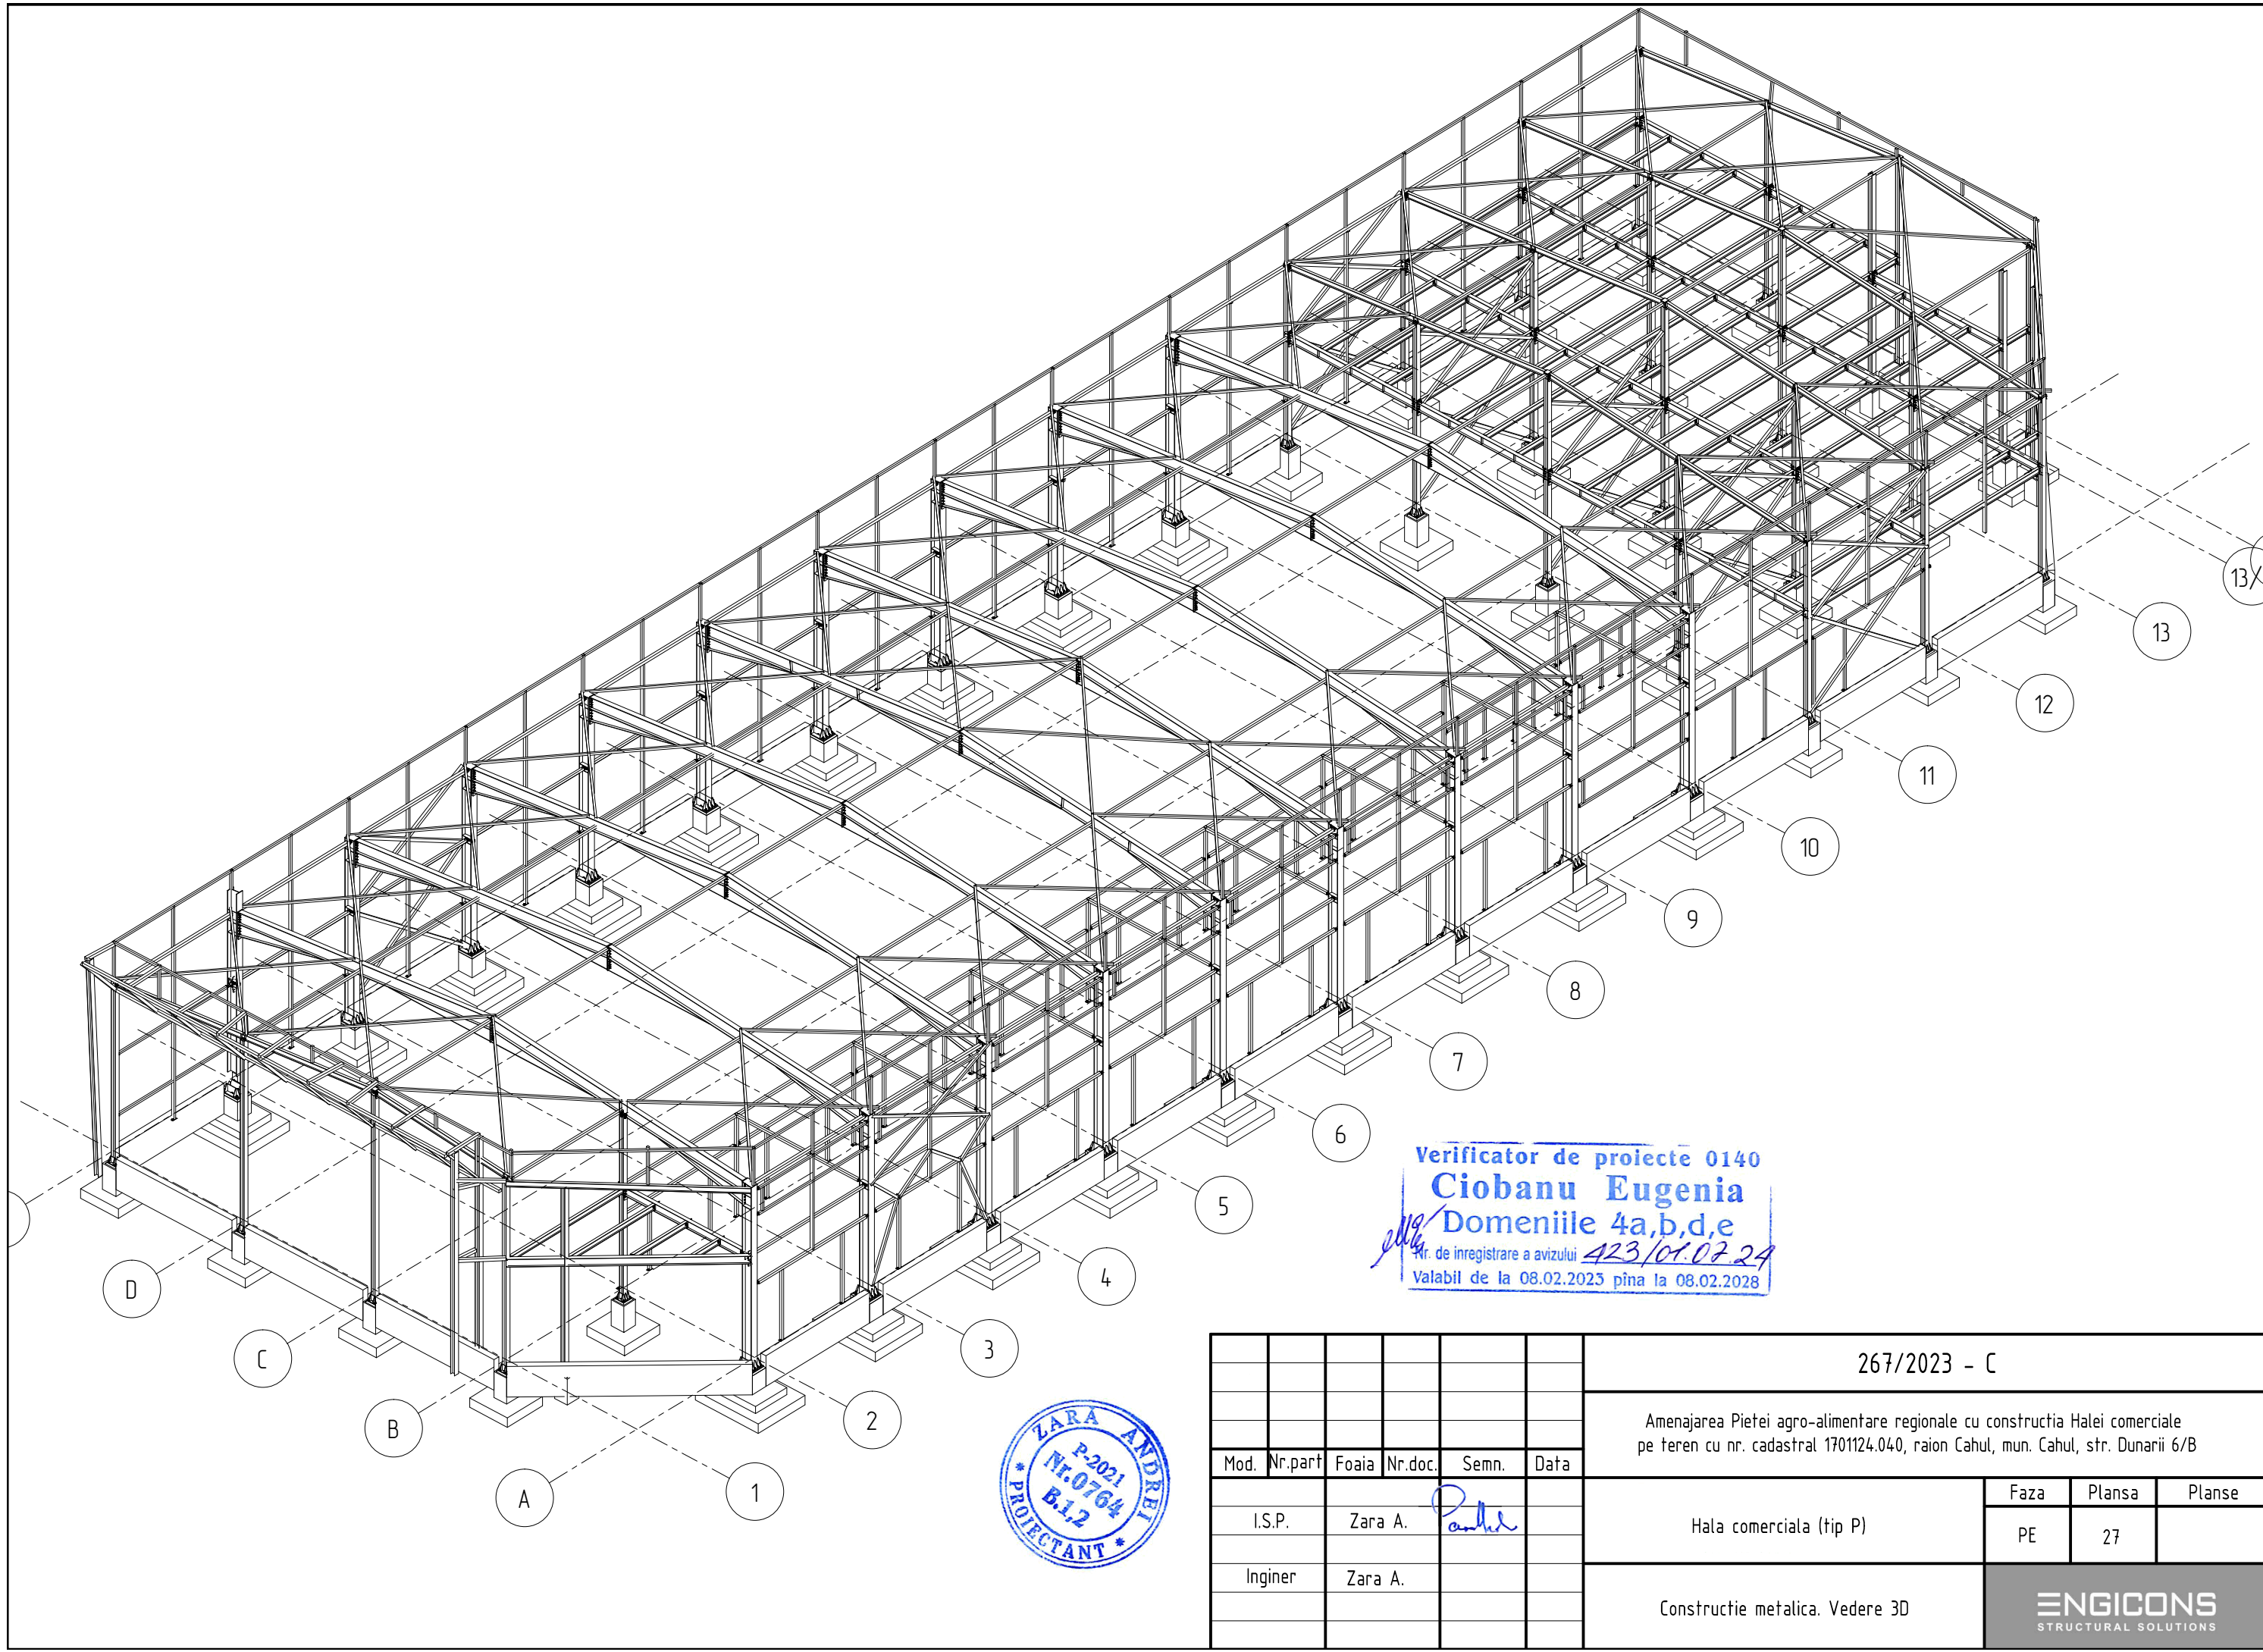 13/
13
12
11
10
9
8
7
6
5
4
3
2
1
D
C
B
A
Verificator de proiecte 0140
Ciobanu Eugenia
Domeniile 4a,b,d,e
Nr. de inregistrare a avizului 423/01.07.24
Valabil de la 08.02.2023 pîna la 08.02.2028
ZARĂ ANDREI
P-2021
Nr.0764
B.1,2
* PROIECTANT *
267/2023 - C
Amenajarea Pietei agro-alimentare regionale cu constructia Halei comerciale
pe teren cu nr. cadastral 1701124.040, raion Cahul, mun. Cahul, str. Dunarii 6/B
Mod. Nr.part Foaia Nr.doc. Semn. Data
Faza Plansa Planse
I.S.P. Zara A.
Hala comerciala (tip P)
PE 27
Inginer Zara A.
Constructie metalica. Vedere 3D
ENGICONS
STRUCTURAL SOLUTIONS